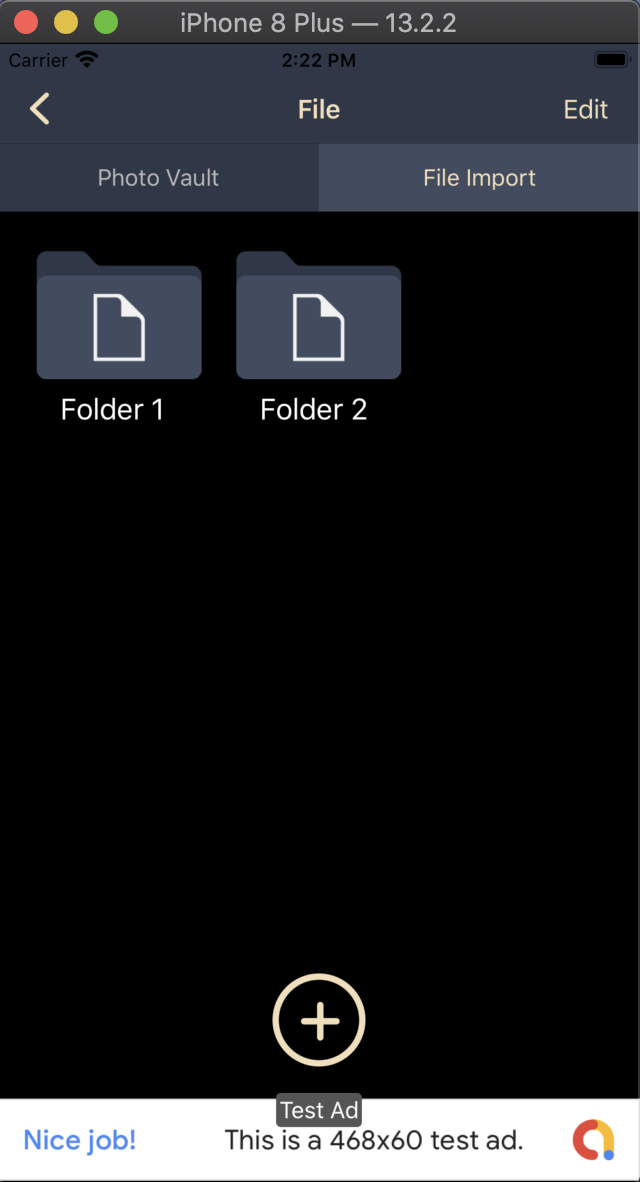 iPhone 8 Plus — 13.2.2
Carrier 2:22 PM
File Edit
Photo Vault File Import
Folder 1 Folder 2
Test Ad
Nice job! This is a 468x60 test ad.